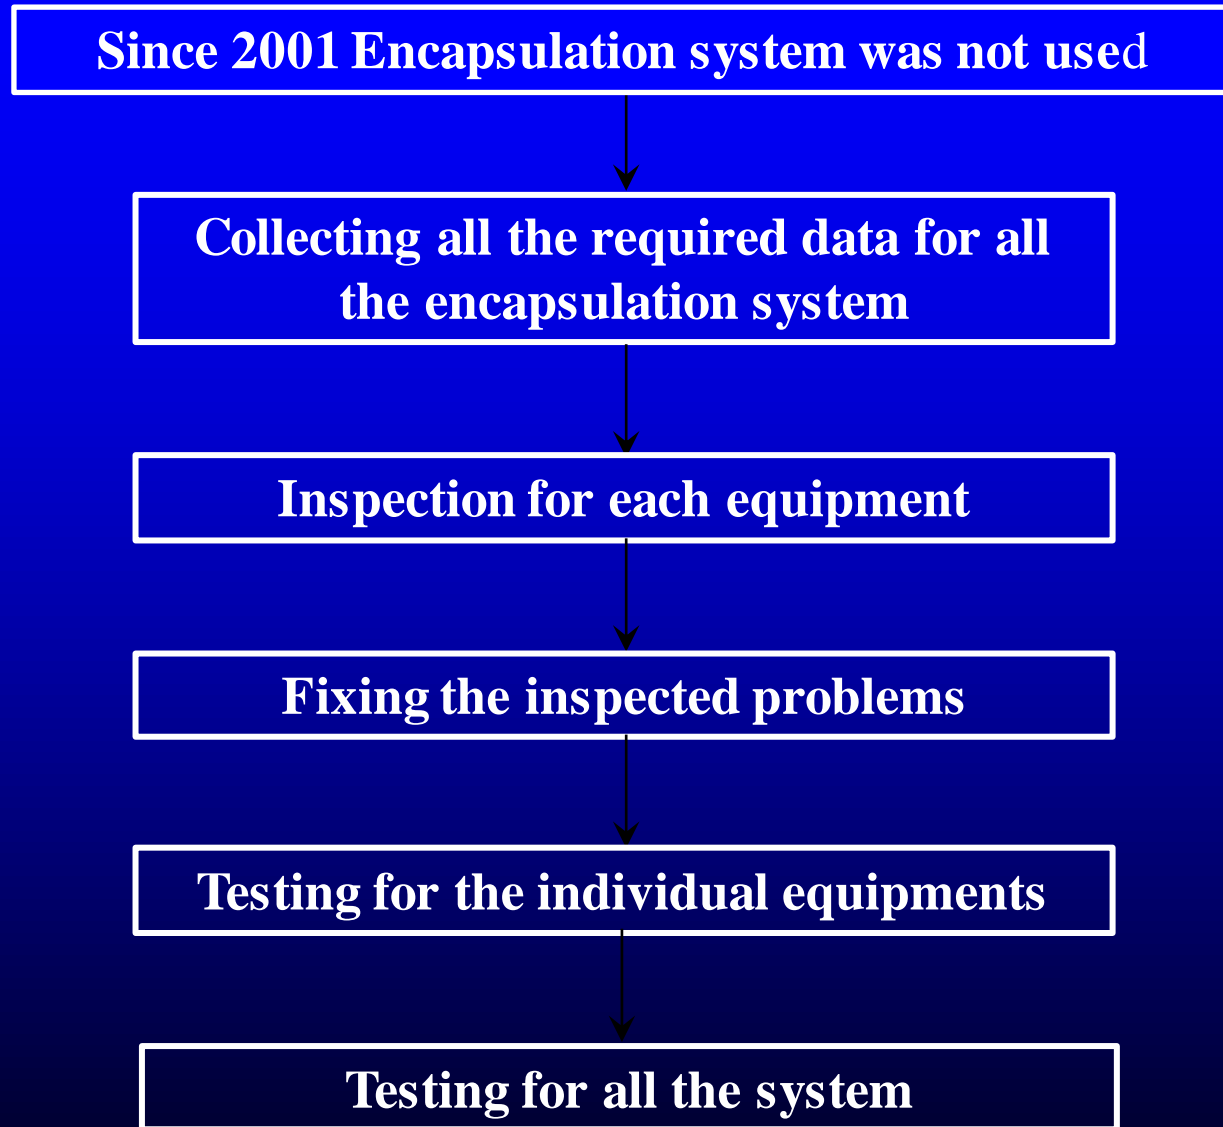 Since 2001 Encapsulation system was not used
Collecting all the required data for all
the encapsulation system
Inspection for each equipment
Fixing the inspected problems
Testing for the individual equipments
Testing for all the system